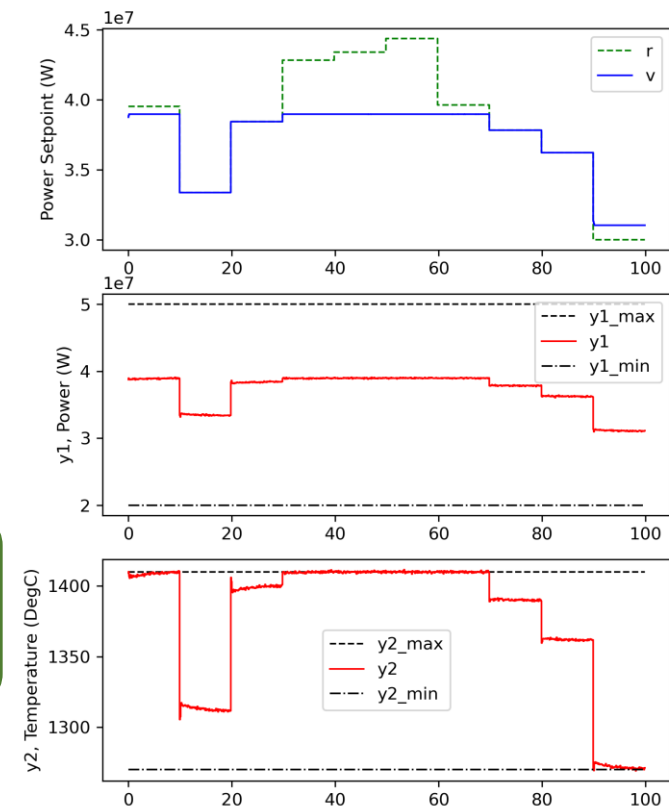 1e7
4.5
4.0
3.5
3.0
Power Setpoint (W)
r
v
0 20 40 60 80 100
1e7
5
4
3
2
y1, Power (W)
y1_max
y1
y1_min
0 20 40 60 80 100
1400
1350
1300
y2, Temperature (DegC)
y2_max
y2
y2_min
0 20 40 60 80 100